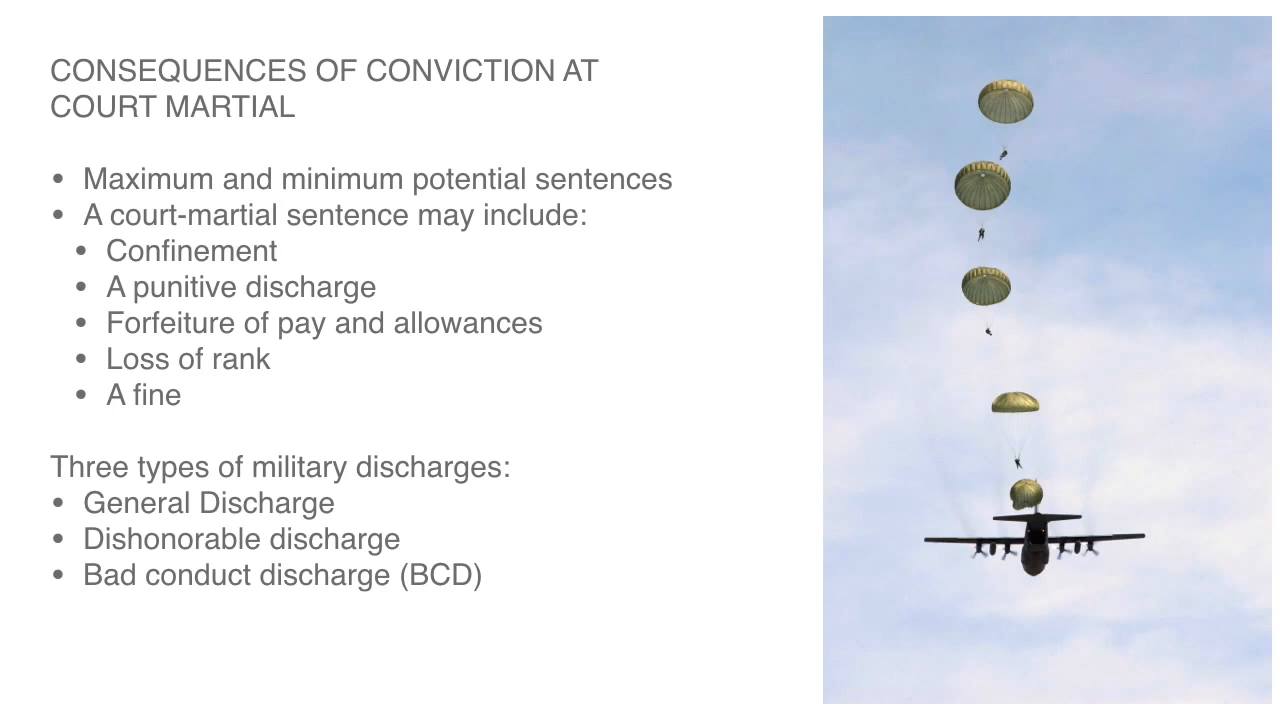 CONSEQUENCES OF CONVICTION AT
COURT MARTIAL
• Maximum and minimum potential sentences
• A court-martial sentence may include:
• Confinement
• A punitive discharge
• Forfeiture of pay and allowances
• Loss of rank
• A fine
Three types of military discharges:
• General Discharge
• Dishonorable discharge
• Bad conduct discharge (BCD)